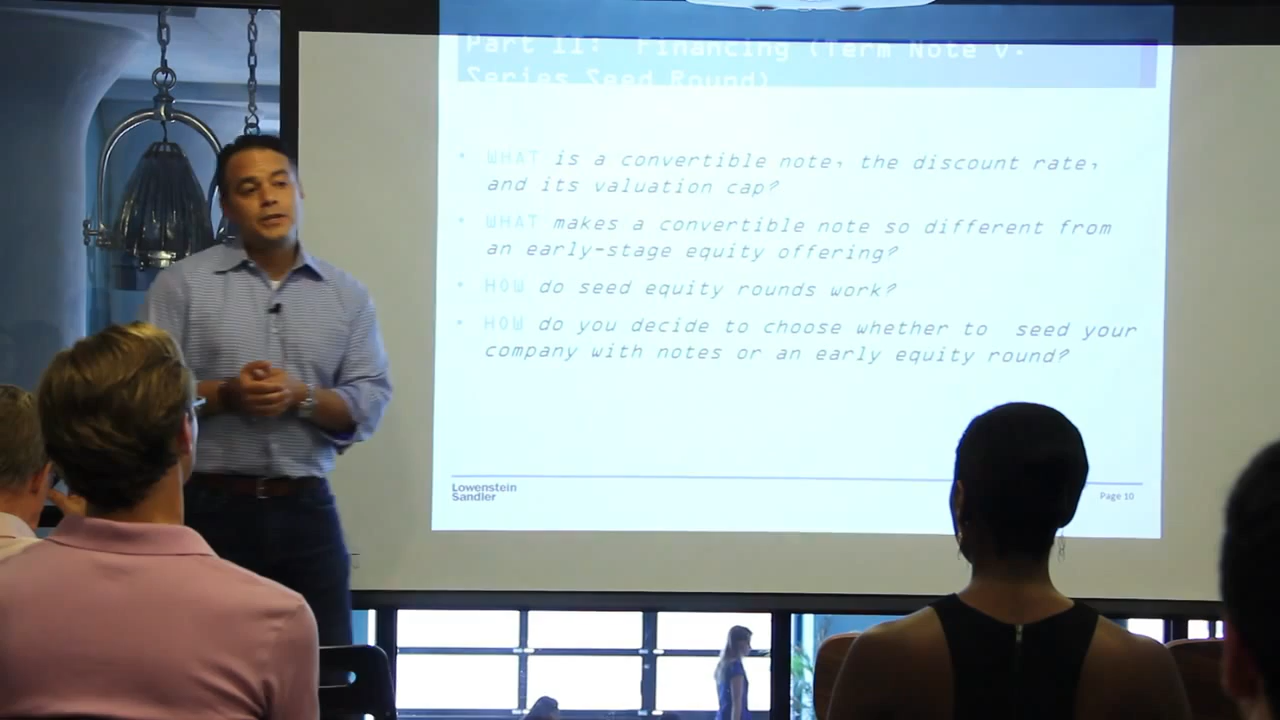 Part II: Financing (Term Note v.
Series Seed Round)
• WHAT is a convertible note, the discount rate,
and its valuation cap?
• WHAT makes a convertible note so different from
an early-stage equity offering?
• HOW do seed equity rounds work?
• HOW do you decide to choose whether to seed your
company with notes or an early equity round?
Lowenstein
Sandler
Page 10